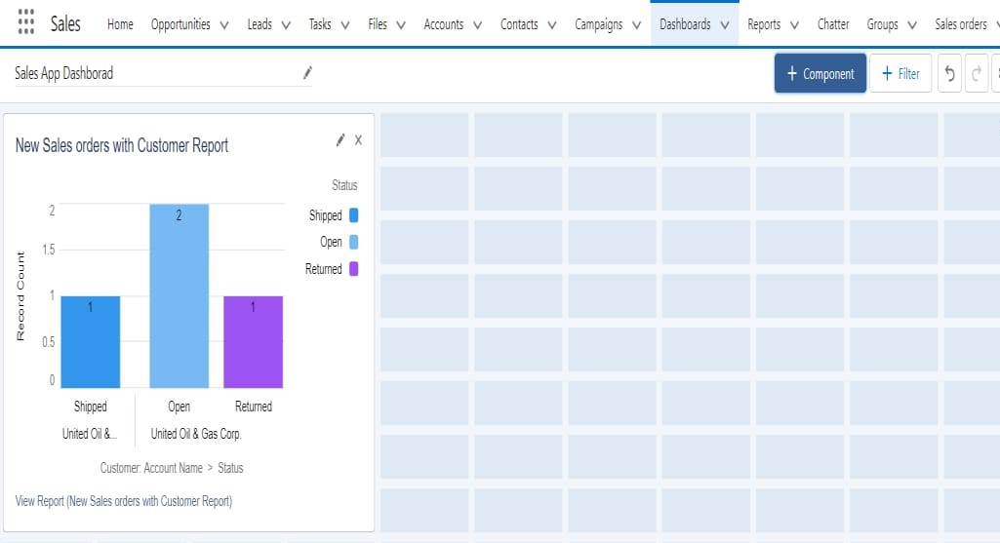 Sales Home Opportunities Leads Tasks Files Accounts Contacts Campaigns Dashboards Reports Chatter Groups Sales orders
Sales App Dashborad
+ Component
+ Filter
New Sales orders with Customer Report
Status
Shipped
Open
Returned
Record Count
2
1.5
1
0.5
0
1
2
1
Shipped Open Returned
United Oil &... United Oil & Gas Corp.
Customer: Account Name > Status
View Report (New Sales orders with Customer Report)